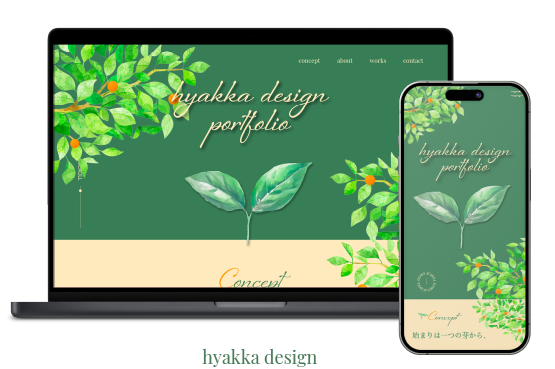 concept about works contact
hyakka design
portfolio
Concept
hyakka design
portfolio
Concept
始まりは一つの芽から、
hyakka design